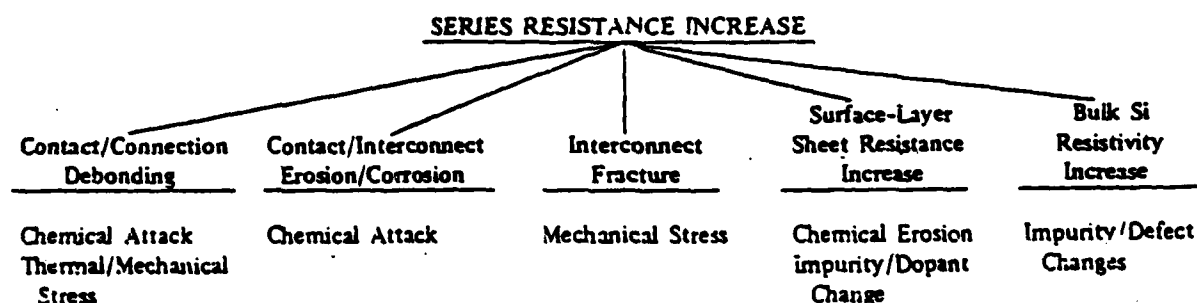 SERIES RESISTANCE INCREASE
Contact/Connection
Debonding
Chemical Attack
Thermal/Mechanical
Stress
Contact/Interconnect
Erosion/Corrosion
Chemical Attack
Interconnect
Fracture
Mechanical Stress
Surface-Layer
Sheet Resistance
Increase
Chemical Erosion
Impurity/Dopant
Change
Bulk Si
Resistivity
Increase
Impurity/Defect
Changes